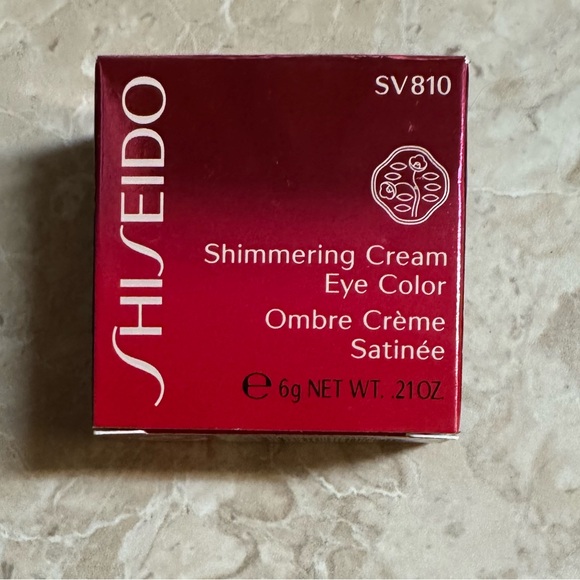 SHISEIDO
SV810
Shimmering Cream
Eye Color
Ombre Crème
Satinée
℮ 6g NET WT. .21OZ.